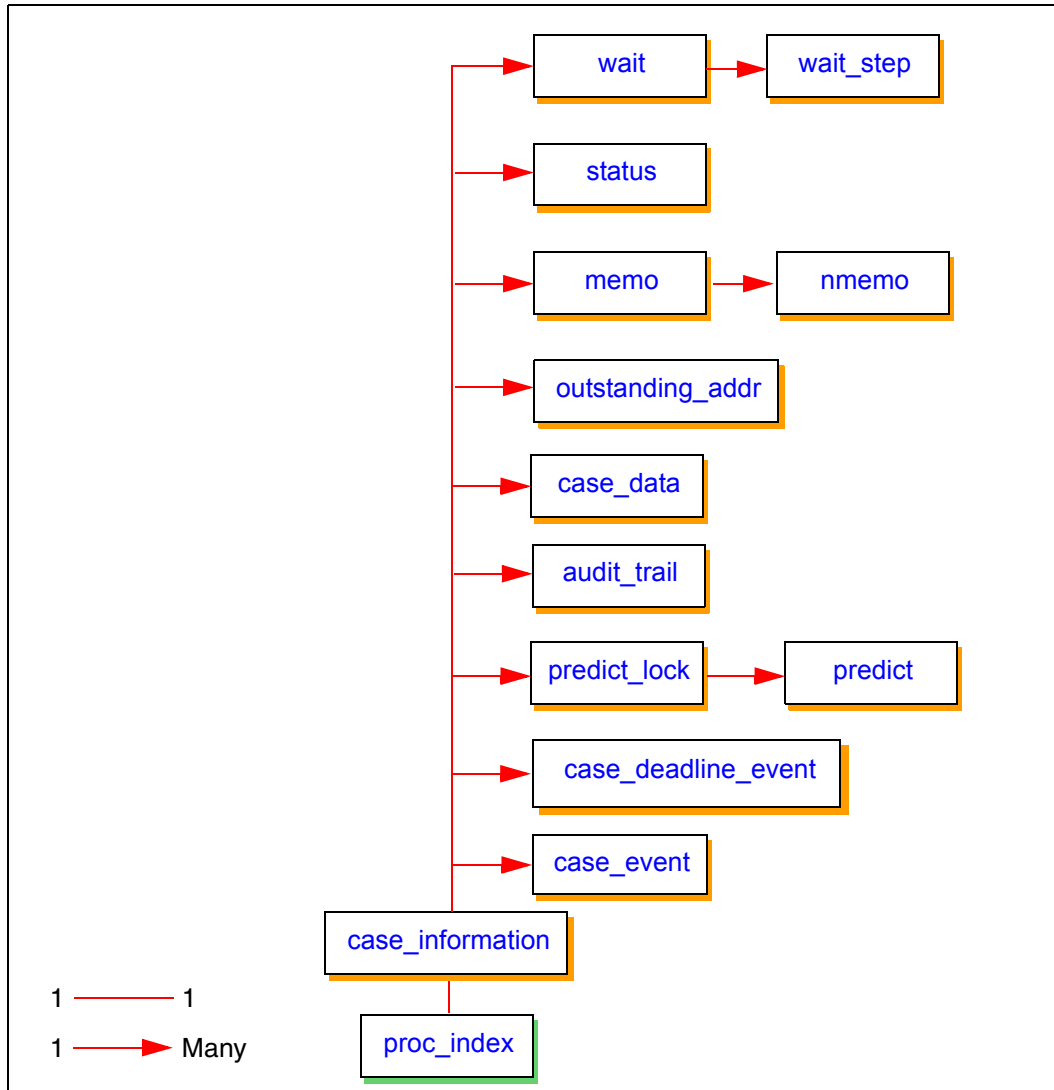 wait wait_step
status
memo nmemo
outstanding_addr
case_data
audit_trail
predict_lock predict
case_deadline_event
case_event
case_information
1 1
proc_index
1 Many